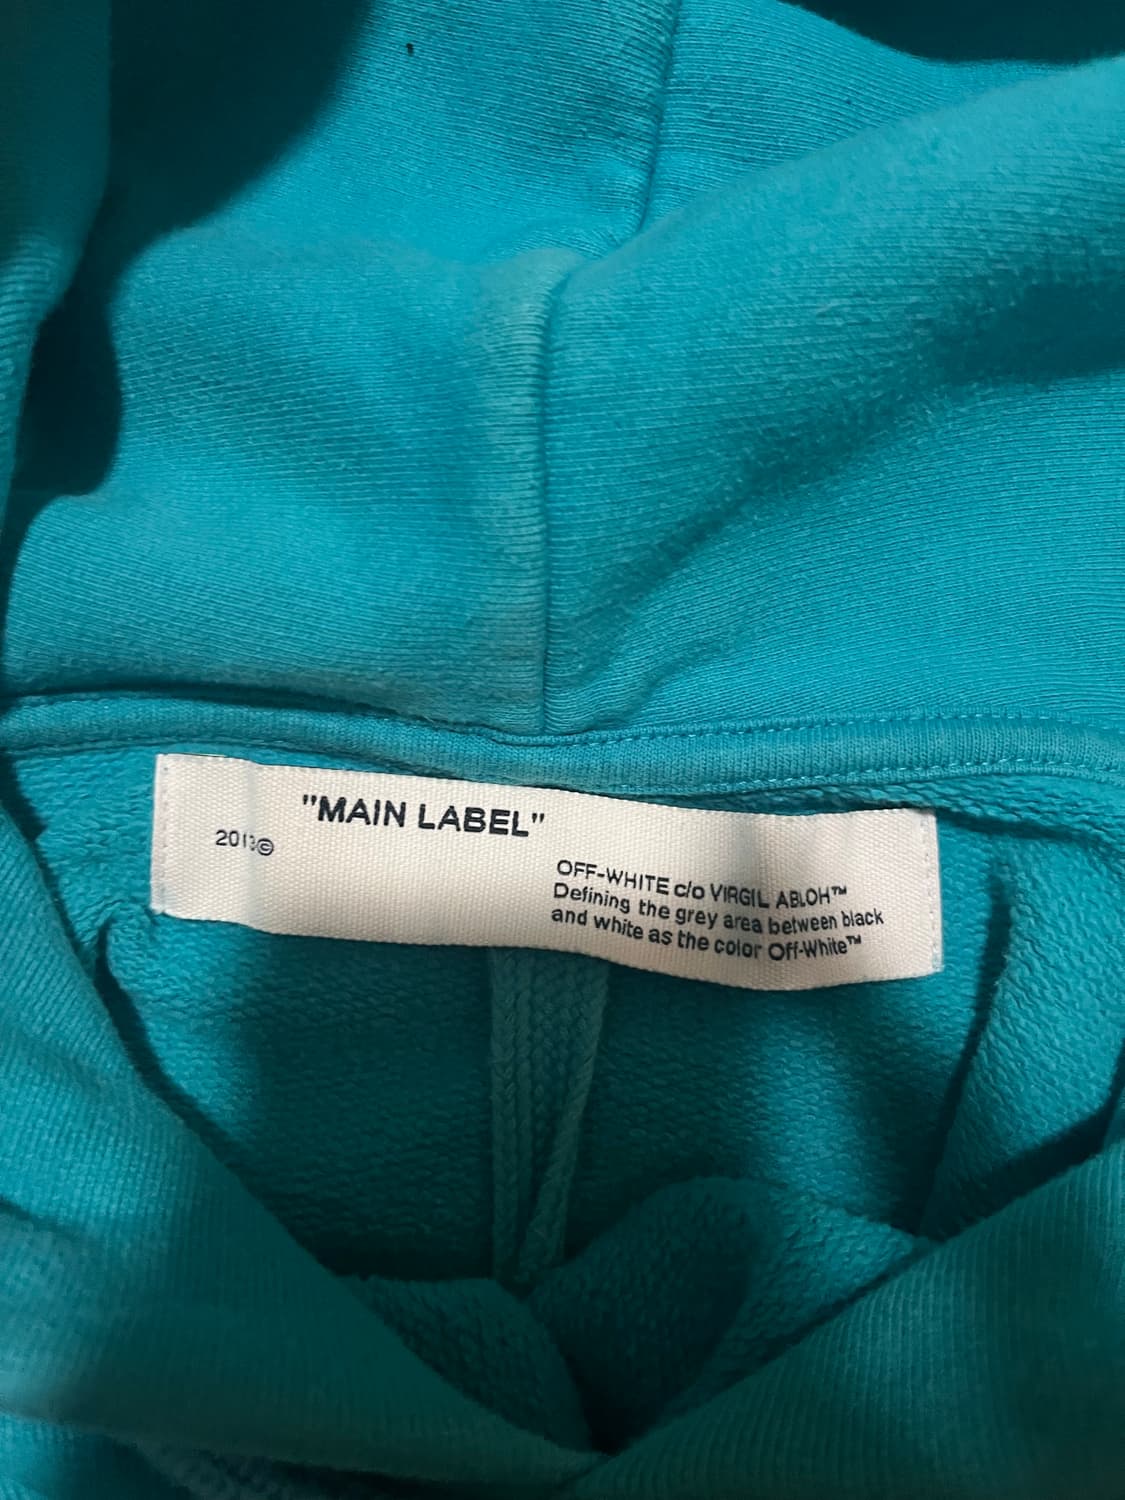 "MAIN LABEL"
2013©
OFF-WHITE c/o VIRGIL ABLOH™
Defining the grey area between black
and white as the color Off-White™